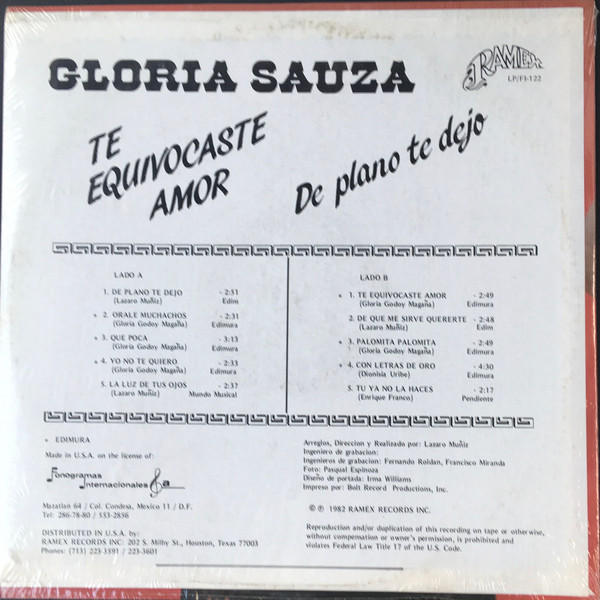 GLORIA SAUZA
RAMEX
LP/FI-122
TE
EQUIVOCASTE
AMOR
De plano te dejo
LADO A
1. DE PLANO TE DEJO - 2:51
(Lazaro Muñiz) Edim
• 2. ORALE MUCHACHOS - 2:31
(Gloria Godoy Magaña) Edimura
• 3. QUE POCA - 3:13
(Gloria Godoy Magaña) Edimura
• 4. YO NO TE QUIERO - 2:33
(Gloria Godoy Magaña) Edimura
5. LA LUZ DE TUS OJOS - 2:37
(Lazaro Muñiz) Mundo Musical
LADO B
• 1. TE EQUIVOCASTE AMOR - 2:49
(Gloria Godoy Magaña) Edimura
2. DE QUE ME SIRVE QUERERTE - 2:48
(Lazaro Muñiz) Edim
• 3. PALOMITA PALOMITA - 2:49
(Gloria Godoy Magaña) Edimura
• 4. CON LETRAS DE ORO - 4:30
(Dionisia Uribe) Edimura
5. TU YA NO LA HACES - 2:17
(Enrique Franco) Pendiente
• EDIMURA
Made in U.S.A. on the license of:
Fonogramas
Internacionales
Mazatlan 64 / Col. Condesa, Mexico 11 / D.F.
Tel: 286-78-80 / 553-2856
DISTRIBUTED IN U.S.A. by:
RAMEX RECORDS INC. 202 S. Milby St., Houston, Texas 77003
Phones: (713) 223-3591 / 223-3601
Arreglos, Direccion y Realizado por: Lazaro Muñiz
Ingeniero de grabacion:
Ingenieros de grabacion: Fernando Roldan, Francisco Miranda
Foto: Pasqual Espinoza
Diseño de portada: Irma Williams
Impreso por: Bolt Record Productions, Inc.
© ℗ 1982 RAMEX RECORDS INC.
Reproduction and/or duplication of this recording on tape or otherwise,
without compensation or owner's permission, is prohibited and
violates Federal Law Title 17 of the U.S. Code.